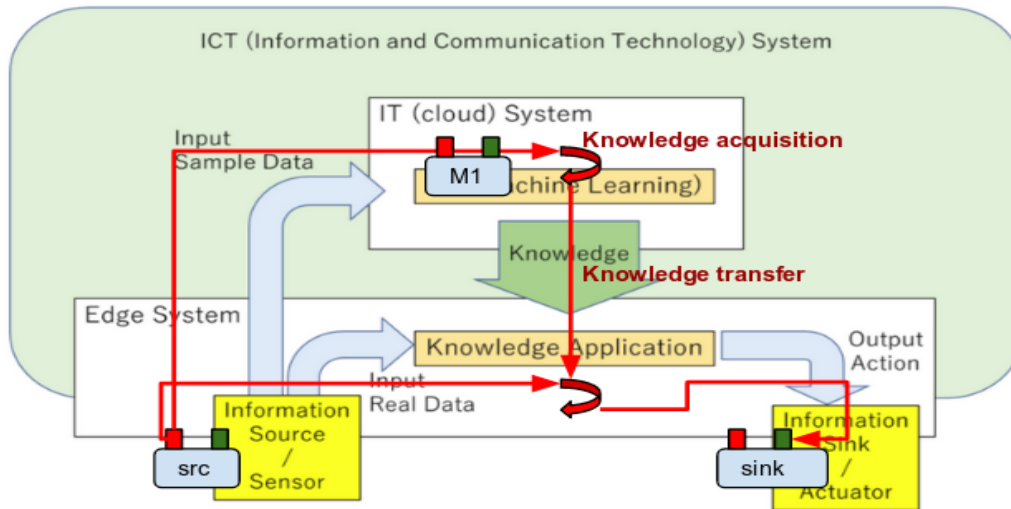 ICT (Information and Communication Technology) System
IT (cloud) System
Input
Sample Data
Knowledge acquisition
M1
achine Learning)
Knowledge
Knowledge transfer
Edge System
Knowledge Application
Output
Action
Input
Real Data
Information
Source
/
Sensor
src
Information
Sink
/
Actuator
sink